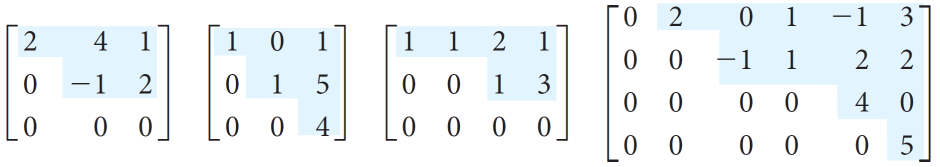 2 4 1
0 −1 2
0 0 0
1 0 1
0 1 5
0 0 4
1 1 2 1
0 0 1 3
0 0 0 0
0 2 0 1 −1 3
0 0 −1 1 2 2
0 0 0 0 4 0
0 0 0 0 0 5